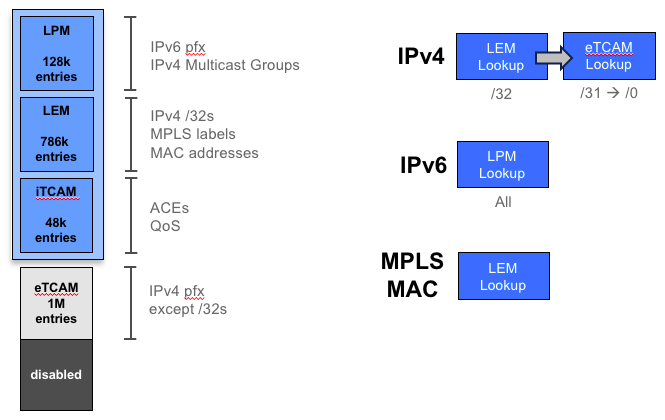 LPM
128k
entries
IPv6 pfx
IPv4 Multicast Groups
LEM
786k
entries
IPv4 /32s
MPLS labels
MAC addresses
iTCAM
48k
entries
ACEs
QoS
eTCAM
1M
entries
IPv4 pfx
except /32s
disabled
IPv4
LEM
Lookup
/32
eTCAM
Lookup
/31 → /0
IPv6
LPM
Lookup
All
MPLS
MAC
LEM
Lookup